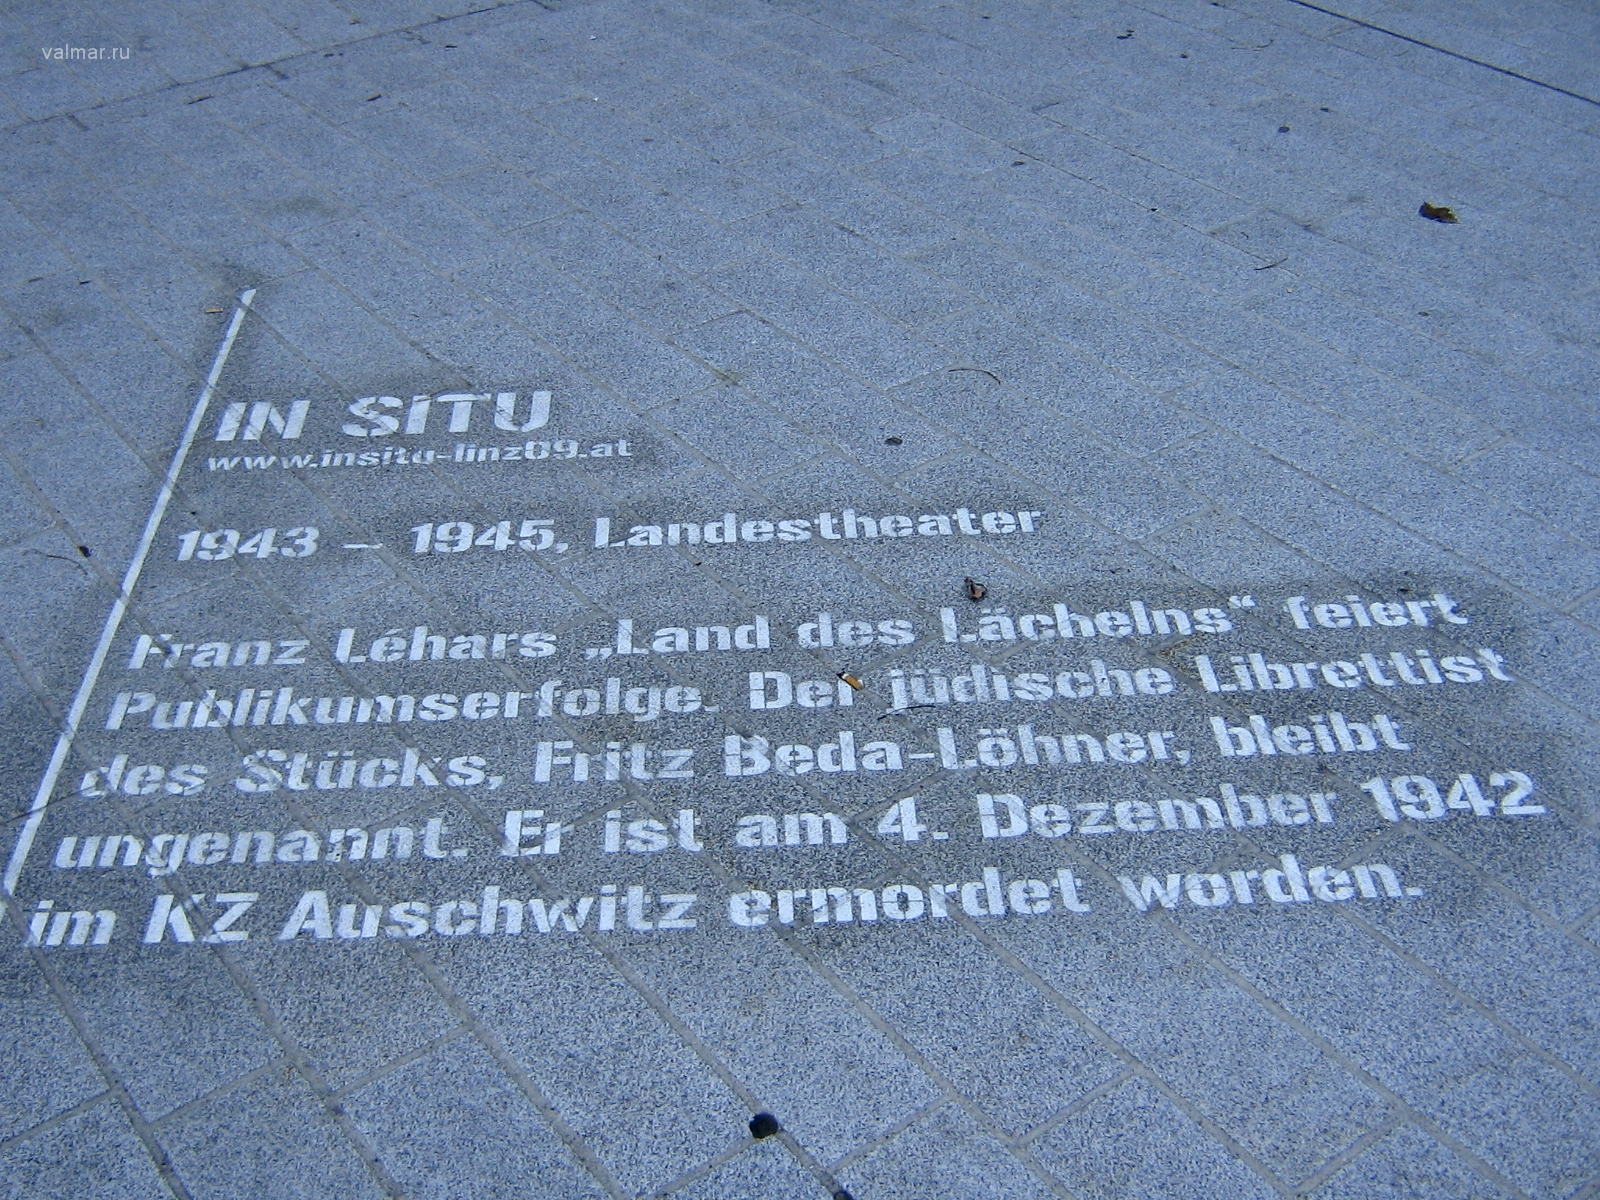 valmar.ru
IN SITU
www.insitu-linz09.at
1943 – 1945, Landestheater
Franz Léhars „Land des Lächelns“ feiert
Publikumserfolge. Der jüdische Librettist
des Stücks, Fritz Beda-Löhner, bleibt
ungenannt. Er ist am 4. Dezember 1942
im KZ Auschwitz ermordet worden.